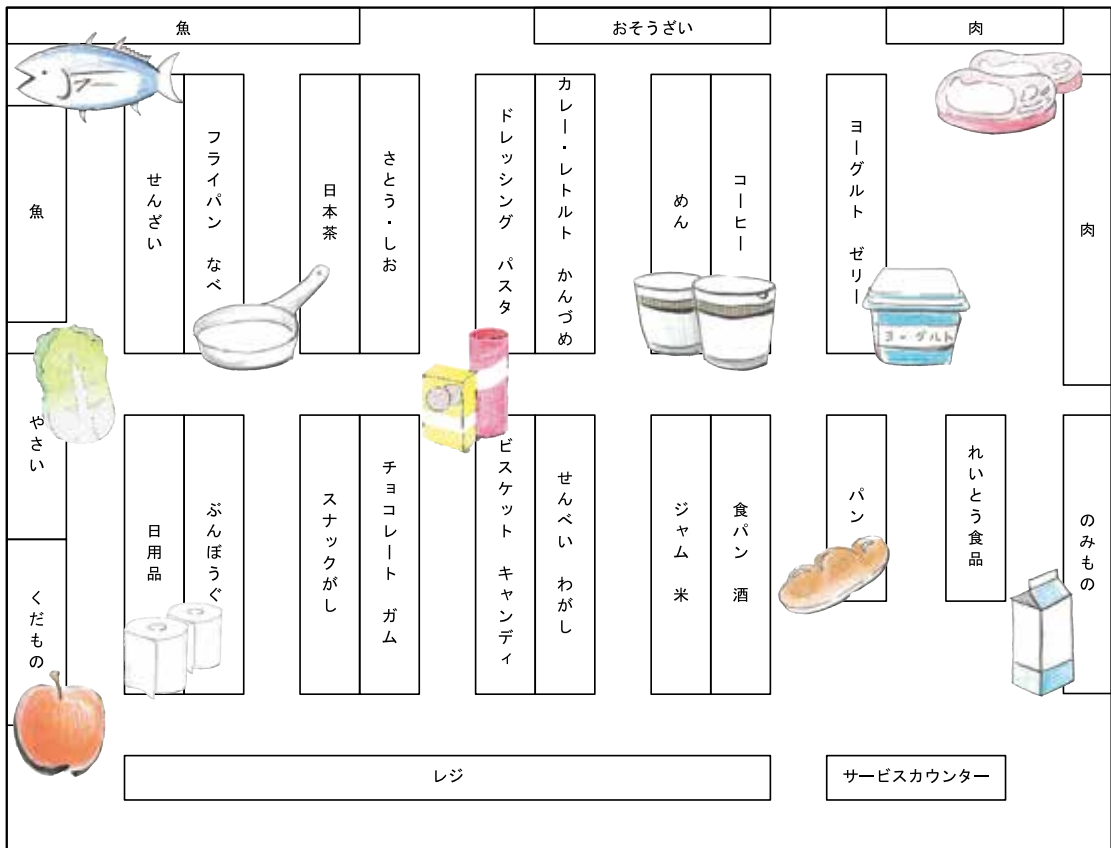 魚
おそうざい
肉
魚
せんざい
フライパン なべ
日本茶
さとう・しお
ドレッシング パスタ
カレー・レトルト かんづめ
めん
コーヒー
ヨーグルト ゼリー
ヨーグルト
肉
やさい
くだもの
日用品
ぶんぼうぐ
スナックがし
チョコレート ガム
ビスケット キャンディ
せんべい わがし
ジャム 米
食パン 酒
パン
れいとう食品
のみもの
レジ
サービスカウンター